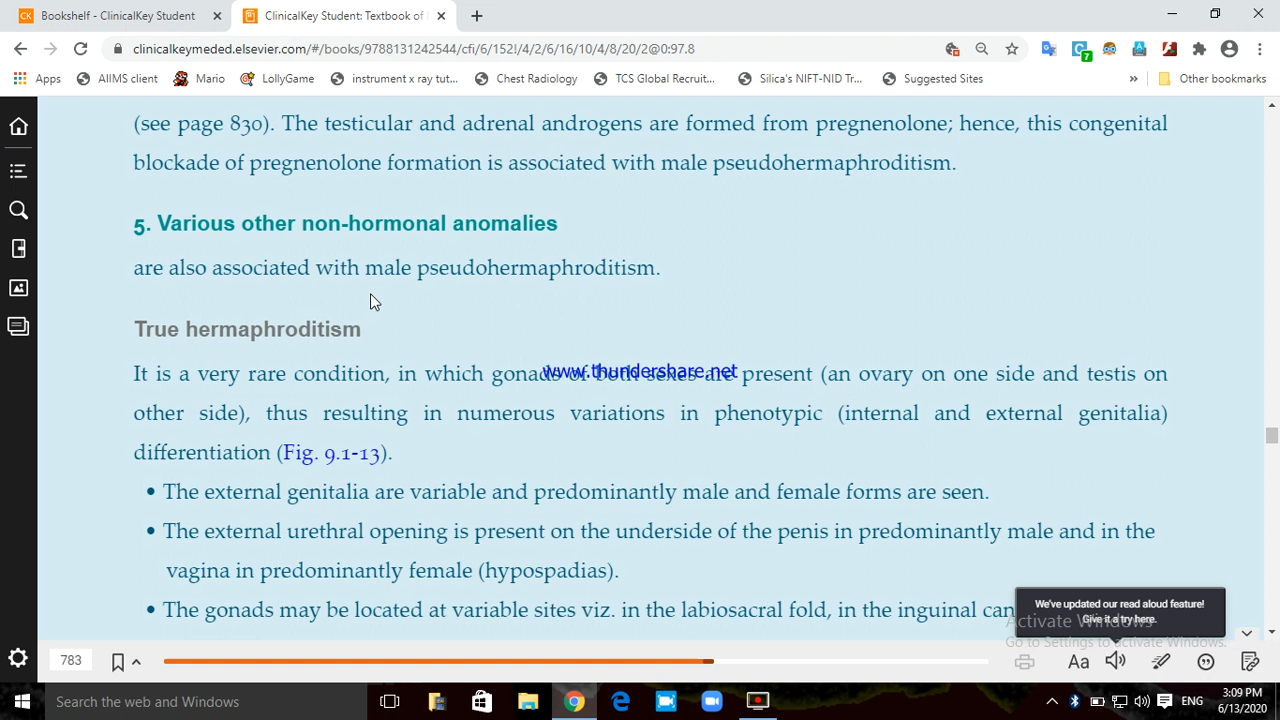 Bookshelf - ClinicalKey Student
ClinicalKey Student: Textbook of
clinicalkeymeded.elsevier.com/#/books/9788131242544/cfi/6/152!/4/2/6/16/10/4/8/20/2@0:97.8
7
Apps AIIMS client Mario LollyGame instrument x ray tut... Chest Radiology TCS Global Recruit... Silica's NIFT-NID Tr... Suggested Sites » Other bookmarks
(see page 830). The testicular and adrenal androgens are formed from pregnenolone; hence, this congenital
blockade of pregnenolone formation is associated with male pseudohermaphroditism.
5. Various other non-hormonal anomalies
are also associated with male pseudohermaphroditism.
True hermaphroditism
It is a very rare condition, in which gonads of both sexes are present (an ovary on one side and testis on
www.thundershare.net
other side), thus resulting in numerous variations in phenotypic (internal and external genitalia)
differentiation (Fig. 9.1-13).
• The external genitalia are variable and predominantly male and female forms are seen.
• The external urethral opening is present on the underside of the penis in predominantly male and in the
vagina in predominantly female (hypospadias).
• The gonads may be located at variable sites viz. in the labiosacral fold, in the inguinal
We've updated our read aloud feature!
Give it a try here.
Activate Windows
Go to Settings to activate Windows.
783
Aa
Search the web and Windows
ENG
3:09 PM
6/13/2020